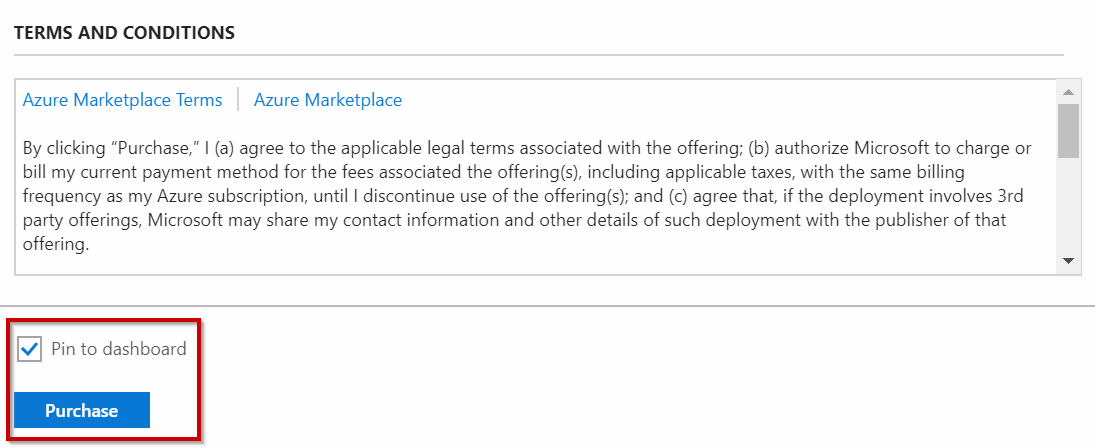 TERMS AND CONDITIONS
Azure Marketplace Terms | Azure Marketplace
By clicking “Purchase,” I (a) agree to the applicable legal terms associated with the offering; (b) authorize Microsoft to charge or
bill my current payment method for the fees associated the offering(s), including applicable taxes, with the same billing
frequency as my Azure subscription, until I discontinue use of the offering(s); and (c) agree that, if the deployment involves 3rd
party offerings, Microsoft may share my contact information and other details of such deployment with the publisher of that
offering.
Pin to dashboard
Purchase